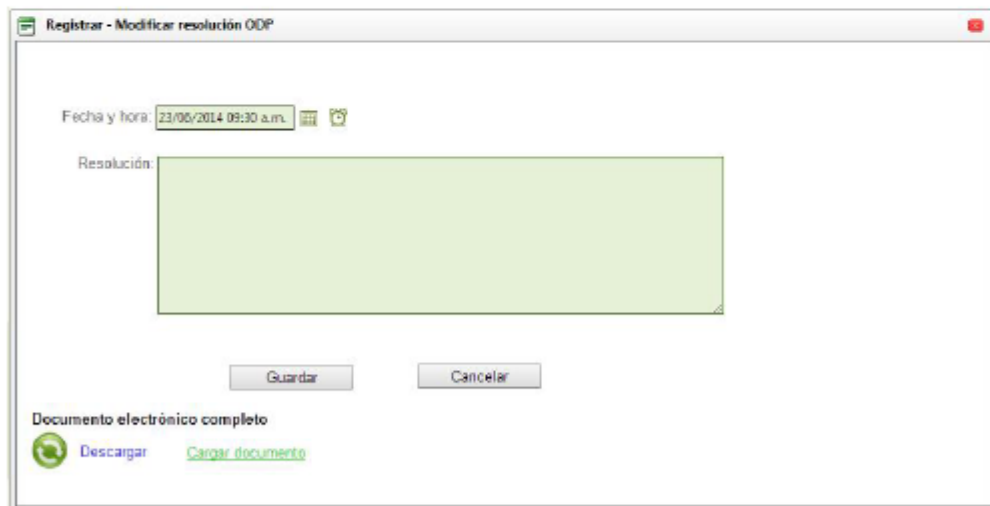 Registrar - Modificar resolución ODP
Fecha y hora: 23/06/2014 09:30 a.m.
Resolución:
Guardar Cancelar
Documento electrónico completo
Descargar Cargar documento